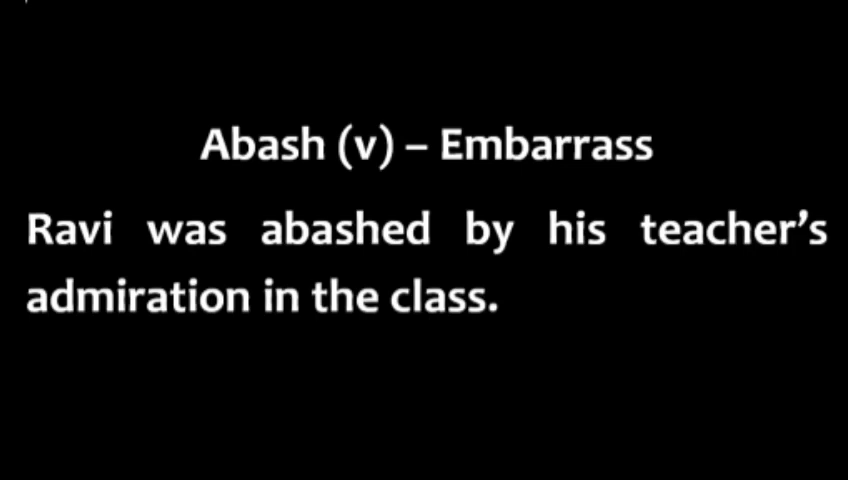 Abash (v) – Embarrass
Ravi was abashed by his teacher’s
admiration in the class.